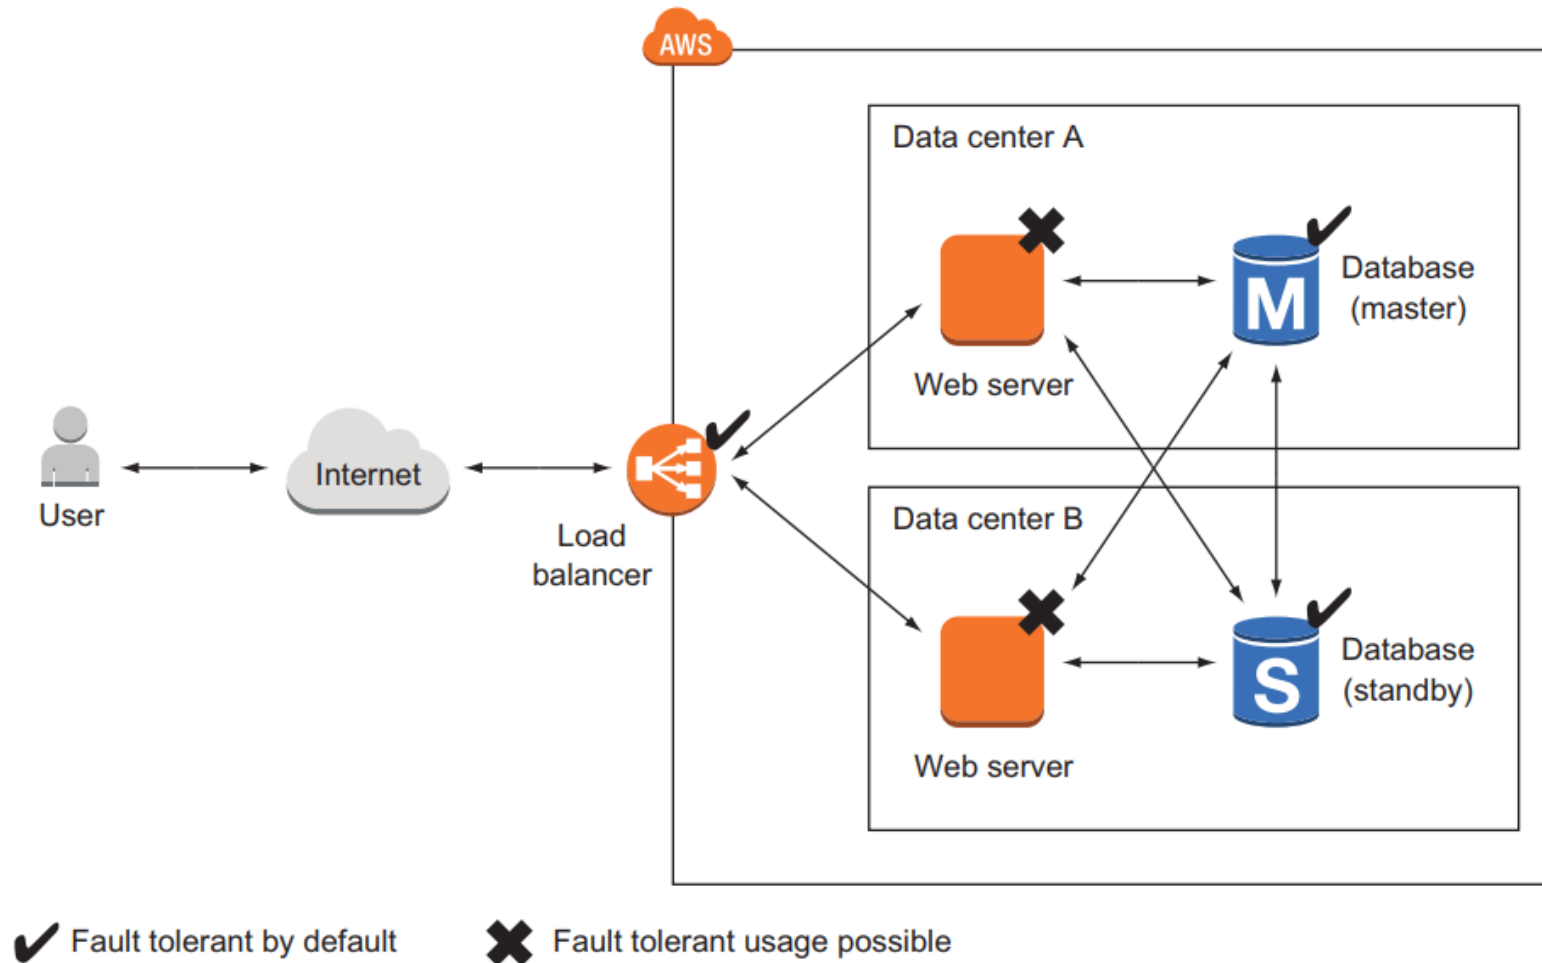 AWS
Data center A
Database
(master)
M
Web server
User
Internet
Load
balancer
Data center B
Database
(standby)
S
Web server
Fault tolerant by default
Fault tolerant usage possible